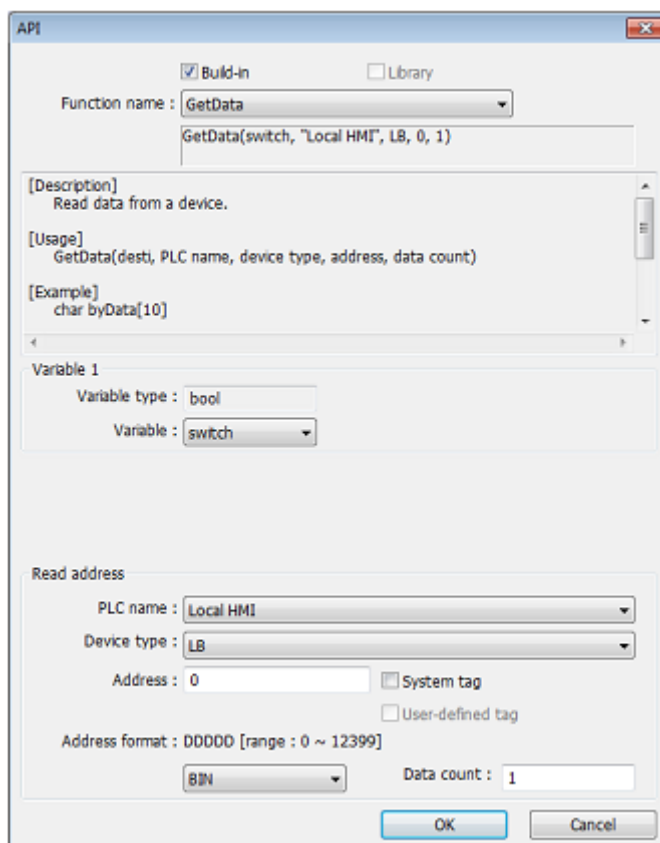 API
Build-in Library
Function name : GetData
GetData(switch, "Local HMI", LB, 0, 1)
[Description]
Read data from a device.
[Usage]
GetData(desti, PLC name, device type, address, data count)
[Example]
char byData[10]
Variable 1
Variable type : bool
Variable : switch
Read address
PLC name : Local HMI
Device type : LB
Address : 0 System tag
User-defined tag
Address format : DDDDD [range : 0 ~ 12399]
BIN Data count : 1
OK Cancel